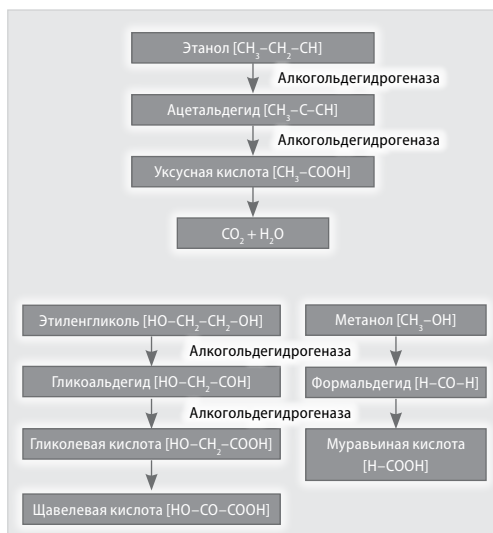 Этанол [CH₃–CH₂–CH]
Алкогольдегидрогеназа
Ацетальдегид [CH₃–C–CH]
Алкогольдегидрогеназа
Уксусная кислота [CH₃–COOH]
CO₂ + H₂O
Этиленгликоль [HO–CH₂–CH₂–OH]
Алкогольдегидрогеназа
Гликоальдегид [HO–CH₂–COH]
Алкогольдегидрогеназа
Гликолевая кислота [HO–CH₂–COOH]
Щавелевая кислота [HO–CO–COOH]
Метанол [CH₃–OH]
Формальдегид [H–CO–H]
Муравьиная кислота
[H–COOH]